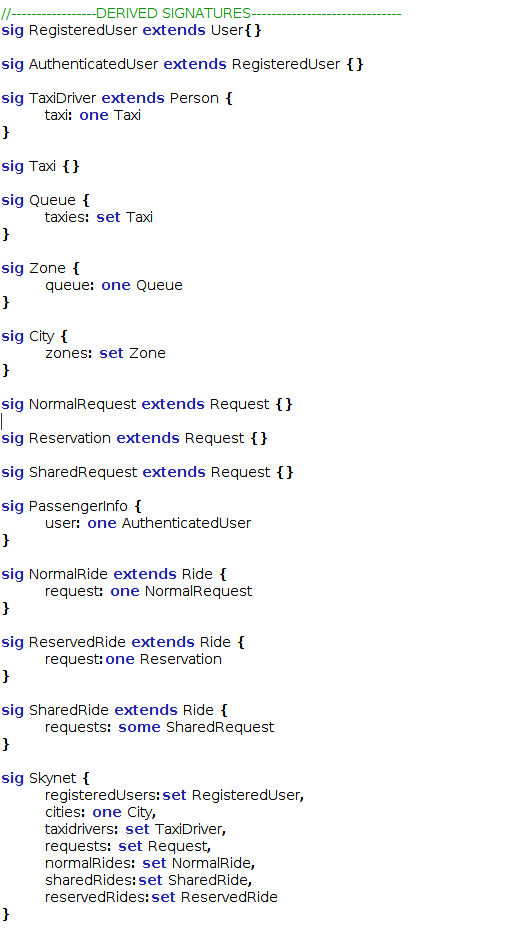 //-----------------DERIVED SIGNATURES------------------------------
sig RegisteredUser extends User{}
sig AuthenticatedUser extends RegisteredUser {}
sig TaxiDriver extends Person {
taxi: one Taxi
}
sig Taxi {}
sig Queue {
taxies: set Taxi
}
sig Zone {
queue: one Queue
}
sig City {
zones: set Zone
}
sig NormalRequest extends Request {}
sig Reservation extends Request {}
sig SharedRequest extends Request {}
sig PassengerInfo {
user: one AuthenticatedUser
}
sig NormalRide extends Ride {
request: one NormalRequest
}
sig ReservedRide extends Ride {
request:one Reservation
}
sig SharedRide extends Ride {
requests: some SharedRequest
}
sig Skynet {
registeredUsers:set RegisteredUser,
cities: one City,
taxidrivers: set TaxiDriver,
requests: set Request,
normalRides: set NormalRide,
sharedRides:set SharedRide,
reservedRides:set ReservedRide
}